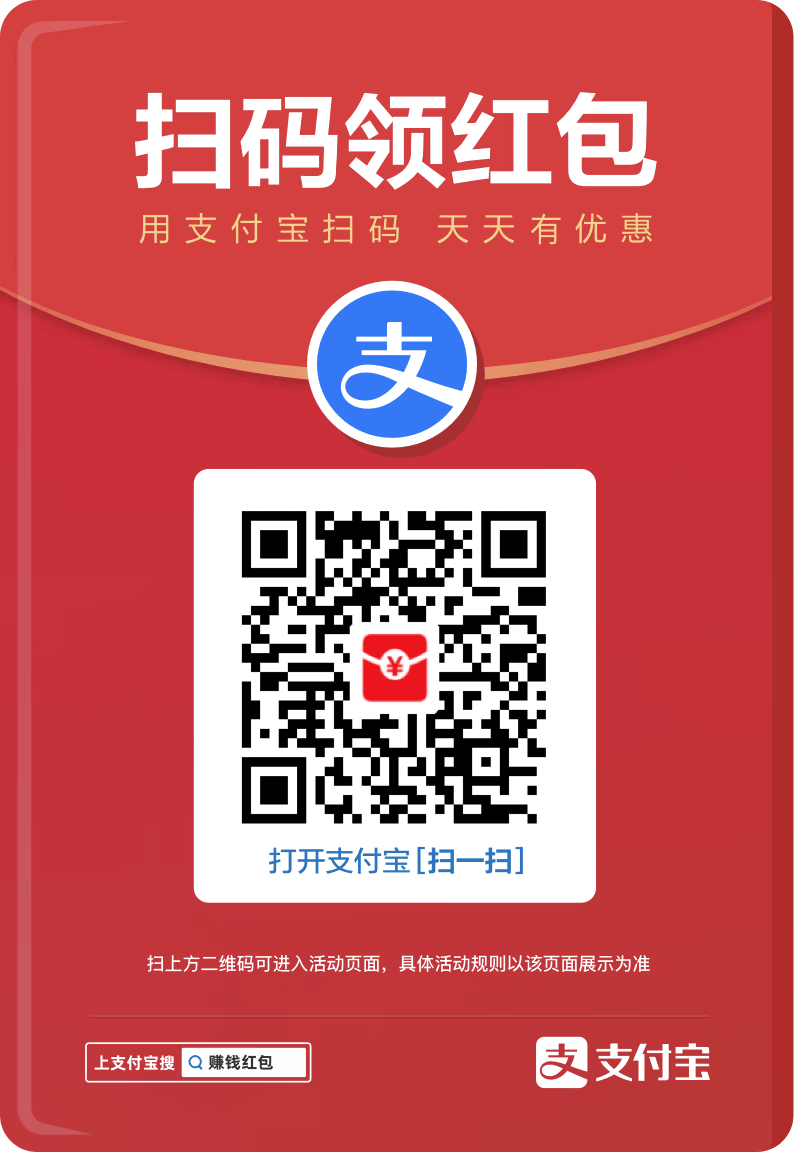 扫码领红包
用支付宝扫码 天天有优惠
支
¥
打开支付宝[扫一扫]
扫上方二维码可进入活动页面，具体活动规则以该页面展示为准
上支付宝搜 赚钱红包
支 支付宝